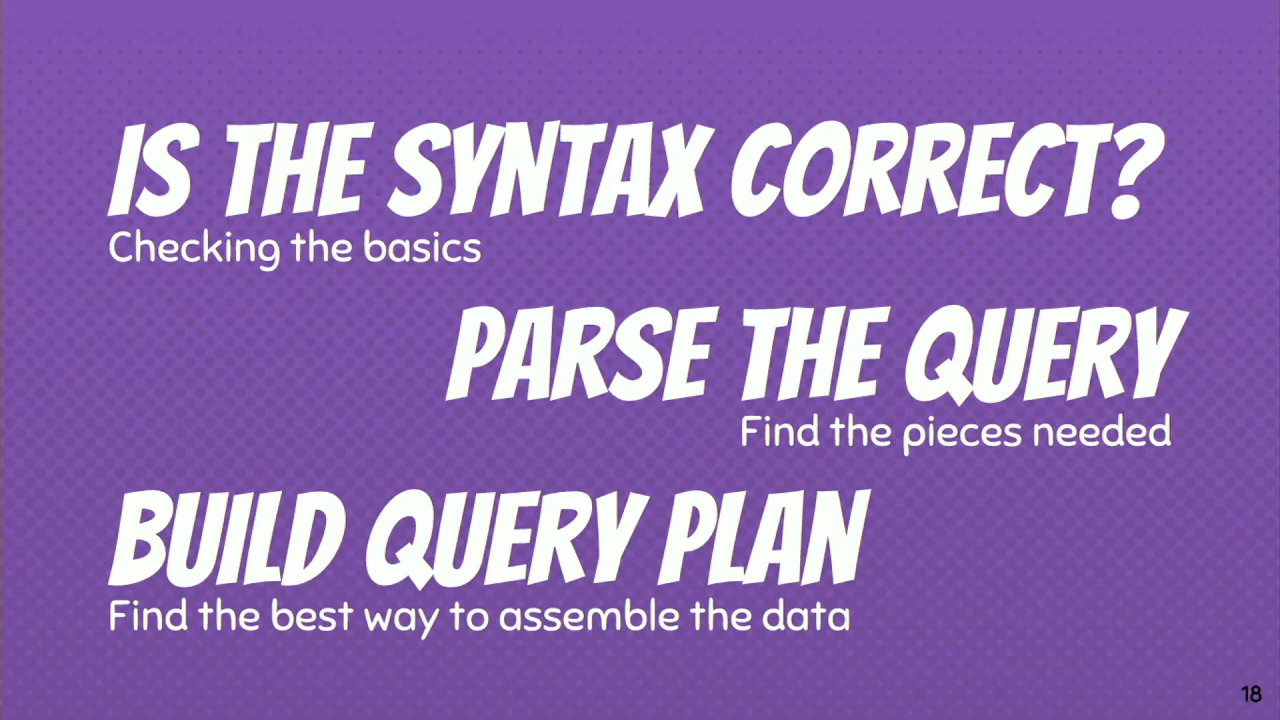 IS THE SYNTAX CORRECT?
Checking the basics
PARSE THE QUERY
Find the pieces needed
BUILD QUERY PLAN
Find the best way to assemble the data
18